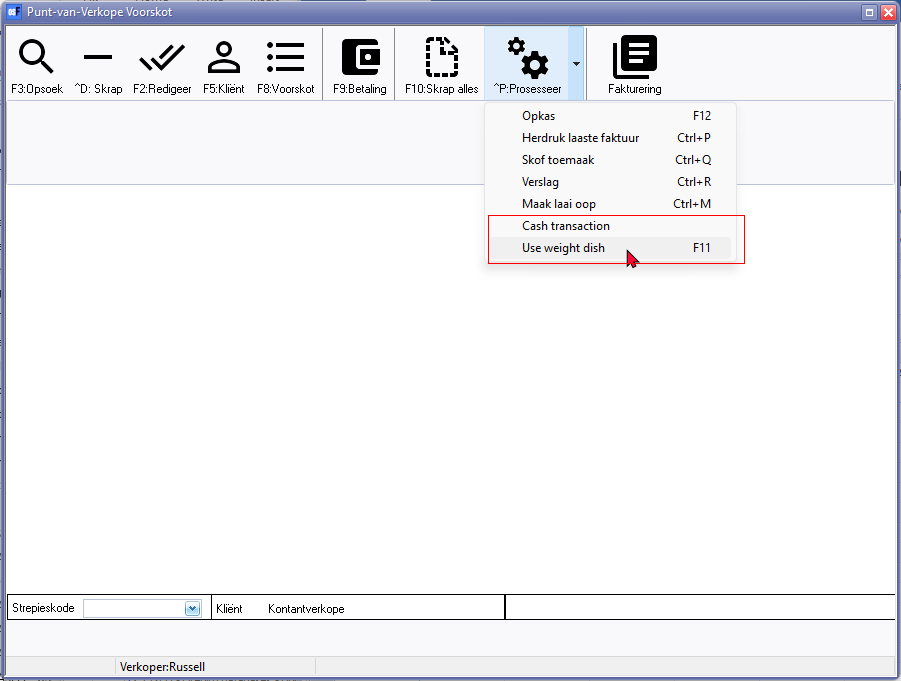 Punt-van-Verkope Voorskot
F3:Opsoek ^D: Skrap F2:Redigeer F5:Kliënt F8:Voorskot F9:Betaling F10:Skrap alles ^P:Prosesseer Fakturering
Opkas F12
Herdruk laaste faktuur Ctrl+P
Skof toemaak Ctrl+Q
Verslag Ctrl+R
Maak laai oop Ctrl+M
Cash transaction
Use weight dish F11
Strepieskode Kliënt Kontantverkope
Verkoper:Russell